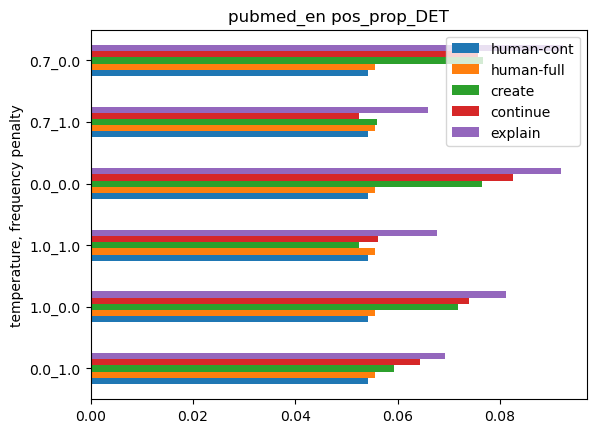 pubmed_en pos_prop_DET
human-cont
human-full
create
continue
explain
temperature, frequency penalty
0.7_0.0
0.7_1.0
0.0_0.0
1.0_1.0
1.0_0.0
0.0_1.0
0.00 0.02 0.04 0.06 0.08